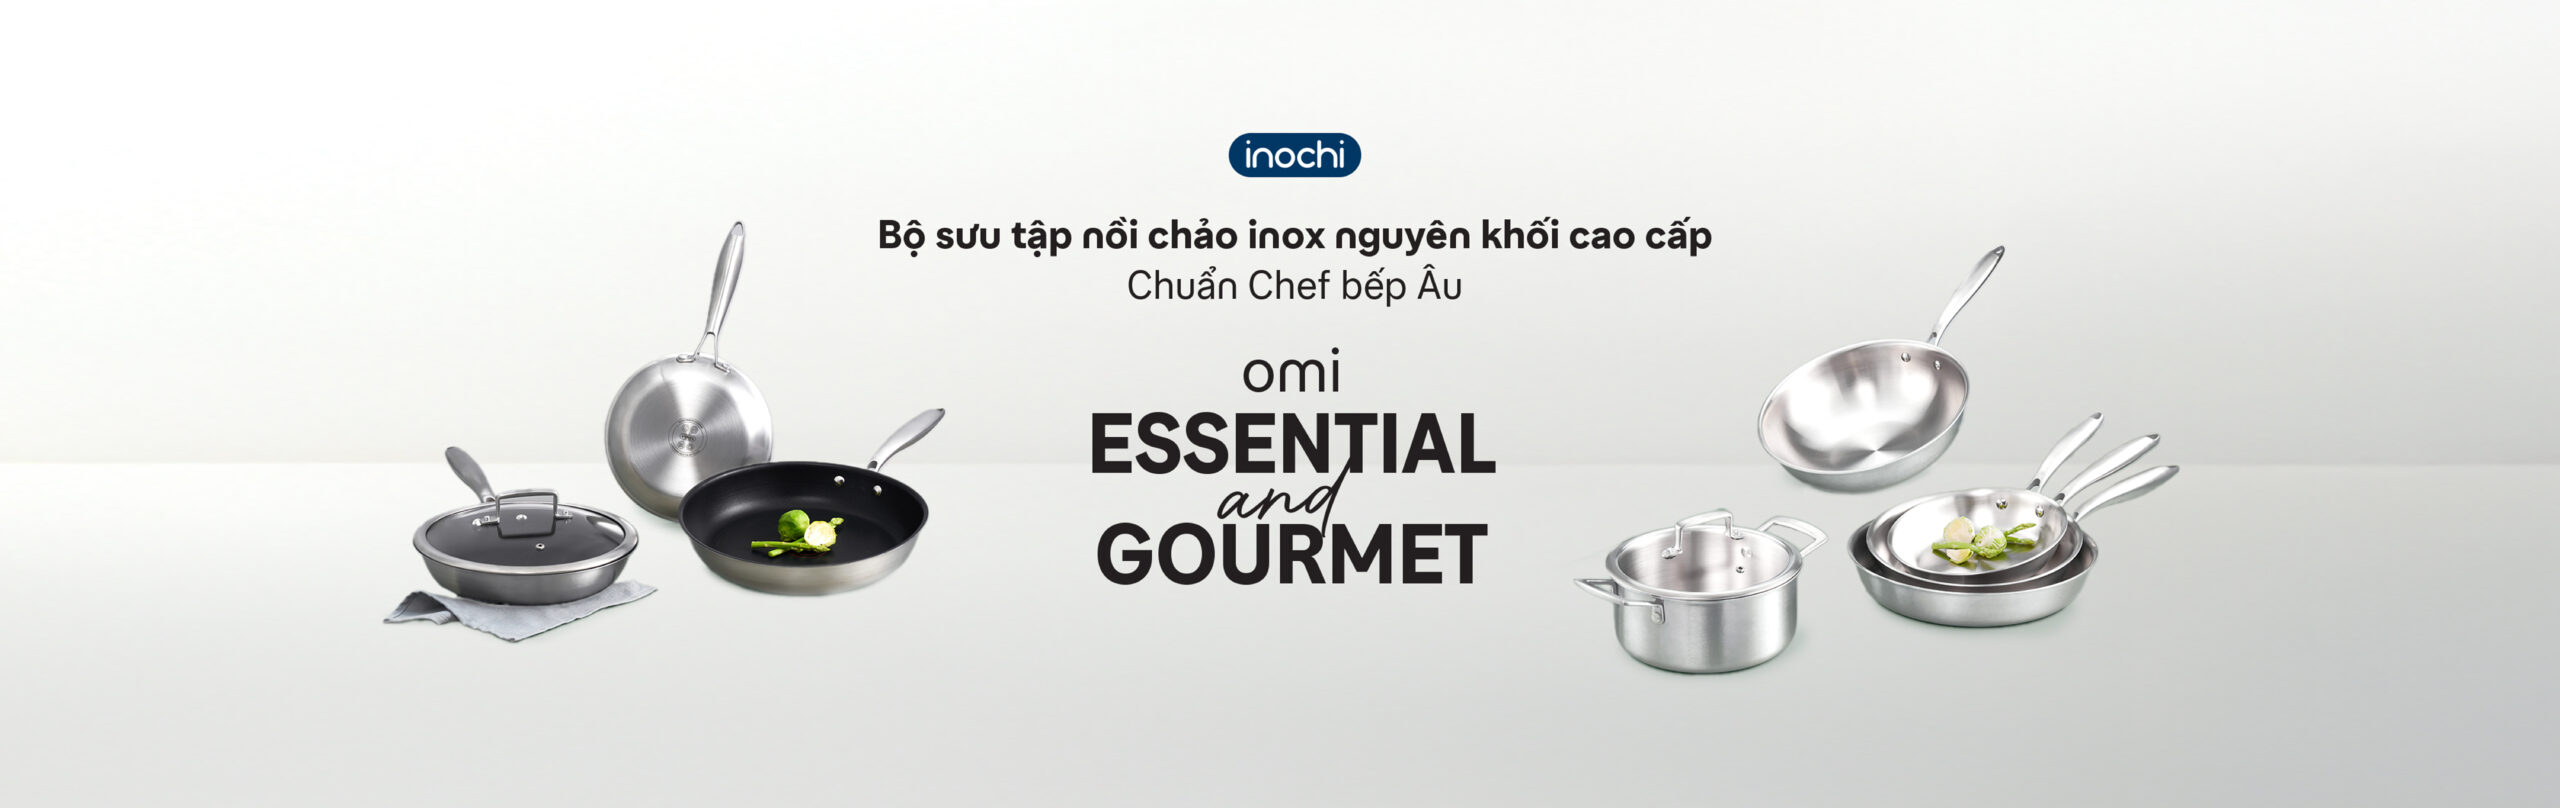 inochi
Bộ sưu tập nồi chảo inox nguyên khối cao cấp
Chuẩn Chef bếp Âu
omi
ESSENTIAL
and
GOURMET